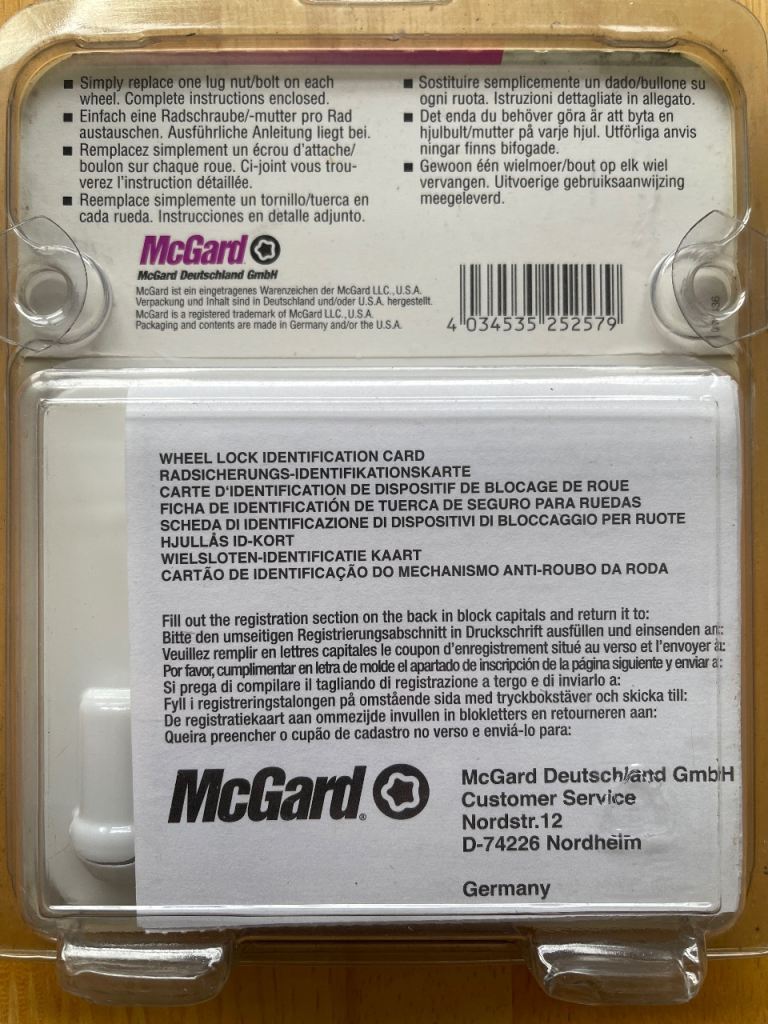 ■ Simply replace one lug nut/bolt on each
wheel. Complete instructions enclosed.
■ Einfach eine Radschraube/-mutter pro Rad
austauschen. Ausführliche Anleitung liegt bei.
■ Remplacez simplement un écrou d'attache/
boulon sur chaque roue. Ci-joint vous trou-
verez l'instruction détaillée.
■ Reemplace simplemente un tornillo/tuerca en
cada rueda. Instrucciones en detalle adjunto.
■ Sostituire semplicemente un dado/bullone su
ogni ruota. Istruzioni dettagliate in allegato.
■ Det enda du behöver göra är att byta en
hjulbult/mutter på varje hjul. Utförliga anvis
ningar finns bifogade.
■ Gewoon één wielmoer/bout op elk wiel
vervangen. Uitvoerige gebruiksaanwijzing
meegeleverd.
McGard
McGard Deutschland GmbH
McGard ist ein eingetragenes Warenzeichen der McGard LLC., U.S.A.
Verpackung und Inhalt sind in Deutschland und/oder U.S.A. hergestellt.
McGard is a registered trademark of McGard LLC., U.S.A.
Packaging and contents are made in Germany and/or the U.S.A.
4 034535 252579
WHEEL LOCK IDENTIFICATION CARD
RADSICHERUNGS-IDENTIFIKATIONSKARTE
CARTE D'IDENTIFICATION DE DISPOSITIF DE BLOCAGE DE ROUE
FICHA DE IDENTIFICATIÓN DE TUERCA DE SEGURO PARA RUEDAS
SCHEDA DI IDENTIFICAZIONE DI DISPOSITIVI DI BLOCCAGGIO PER RUOTE
HJULLÅS ID-KORT
WIELSLOTEN-IDENTIFICATIE KAART
CARTÃO DE IDENTIFICAÇÃO DO MECHANISMO ANTI-ROUBO DA RODA
Fill out the registration section on the back in block capitals and return it to:
Bitte den umseitigen Registrierungsabschnitt in Druckschrift ausfüllen und einsenden an:
Veuillez remplir en lettres capitales le coupon d'enregistrement situé au verso et l'envoyer à:
Por favor, cumplimentar en letra de molde el apartado de inscripción de la página siguiente y enviar a:
Si prega di compilare il tagliando di registrazione a tergo e di inviarlo a:
Fyll i registreringstalongen på omstående sida med tryckbokstäver och skicka till:
De registratiekaart aan ommezijde invullen in blokletters en retourneren aan:
Queira preencher o cupão de cadastro no verso e enviá-lo para:
McGard®
McGard Deutschland GmbH
Customer Service
Nordstr.12
D-74226 Nordheim
Germany